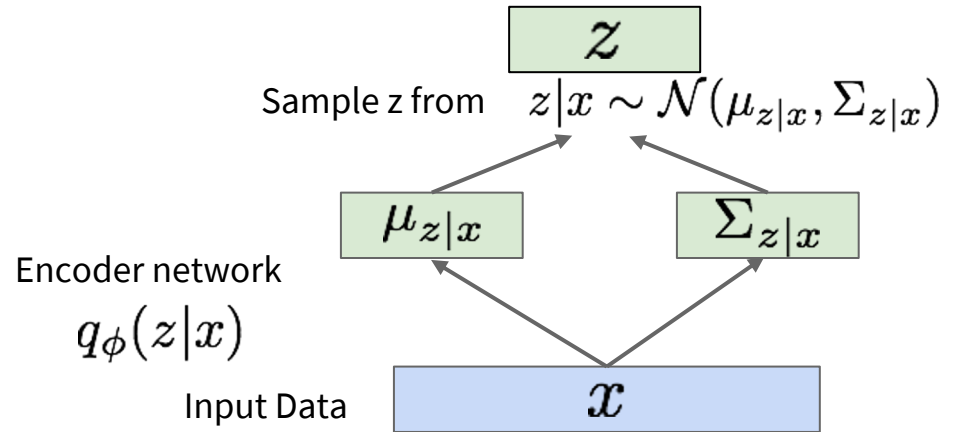 z
Sample z from z|x ∼ 𝒩(μ_{z|x}, Σ_{z|x})
μ_{z|x} Σ_{z|x}
Encoder network
q_ϕ(z|x)
Input Data x